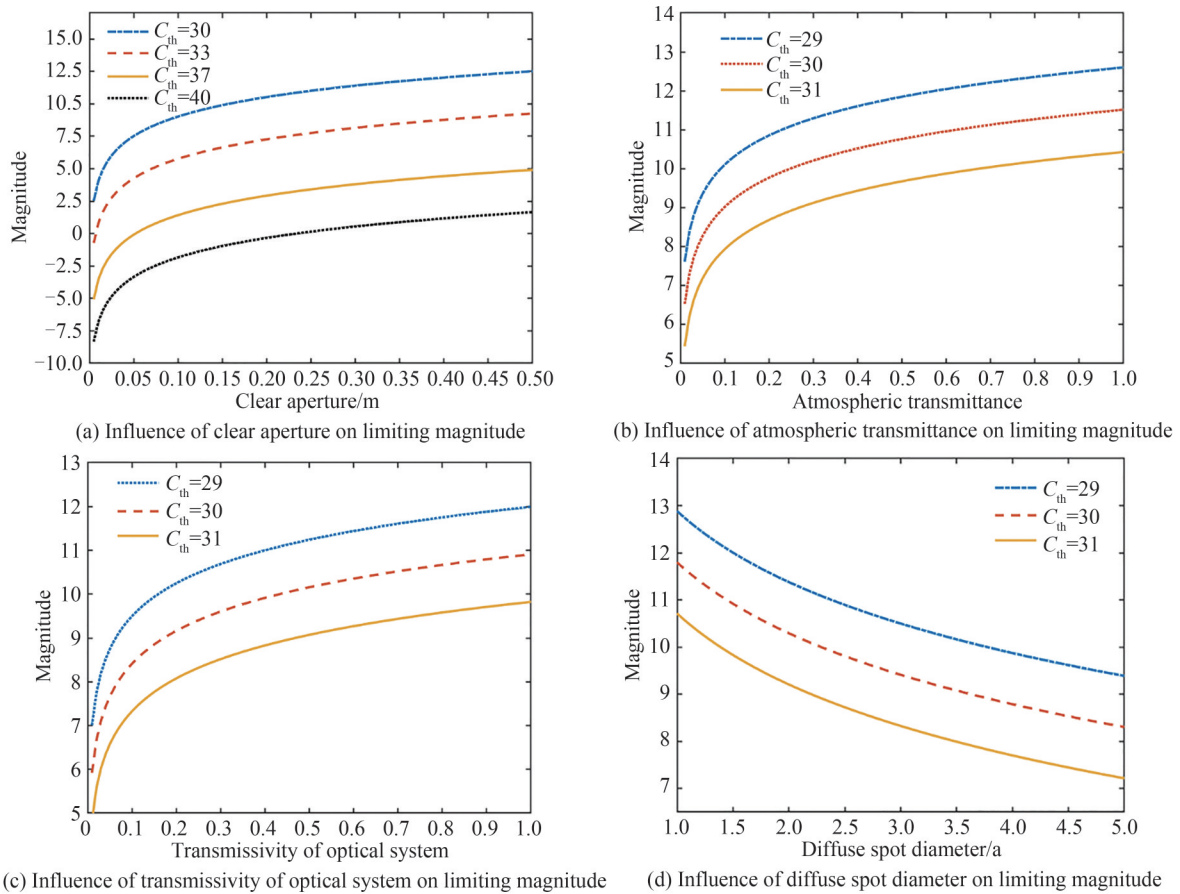 15.0
12.5
10.5
7.5
5.0
2.5
0
−2.5
−5.0
−7.5
−10.0
Magnitude
C_th=30
C_th=33
C_th=37
C_th=40
0 0.05 0.10 0.15 0.20 0.25 0.30 0.35 0.40 0.45 0.50
Clear aperture/m
(a) Influence of clear aperture on limiting magnitude
14
13
12
11
10
9
8
7
6
5
Magnitude
C_th=29
C_th=30
C_th=31
0 0.1 0.2 0.3 0.4 0.5 0.6 0.7 0.8 0.9 1.0
Atmospheric transmittance
(b) Influence of atmospheric transmittance on limiting magnitude
13
12
11
10
9
8
7
6
5
Magnitude
C_th=29
C_th=30
C_th=31
0 0.1 0.2 0.3 0.4 0.5 0.6 0.7 0.8 0.9 1.0
Transmissivity of optical system
(c) Influence of transmissivity of optical system on limiting magnitude
14
13
12
11
10
9
8
7
Magnitude
C_th=29
C_th=30
C_th=31
1.0 1.5 2.0 2.5 3.0 3.5 4.0 4.5 5.0
Diffuse spot diameter/a
(d) Influence of diffuse spot diameter on limiting magnitude